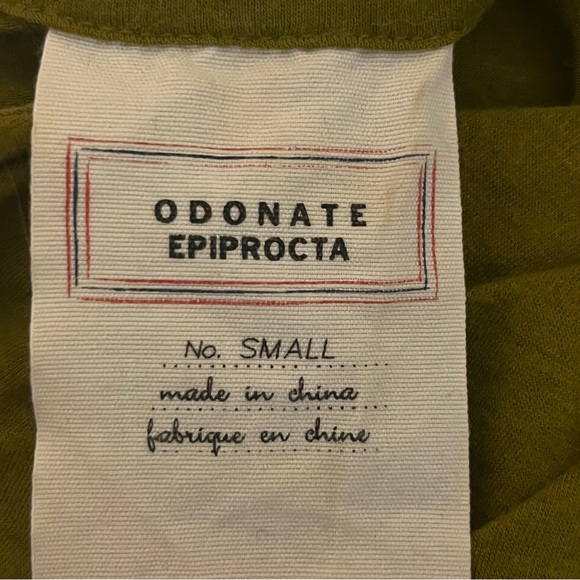 ODONATE
EPIPROCTA
No. SMALL
made in china
fabrique en chine